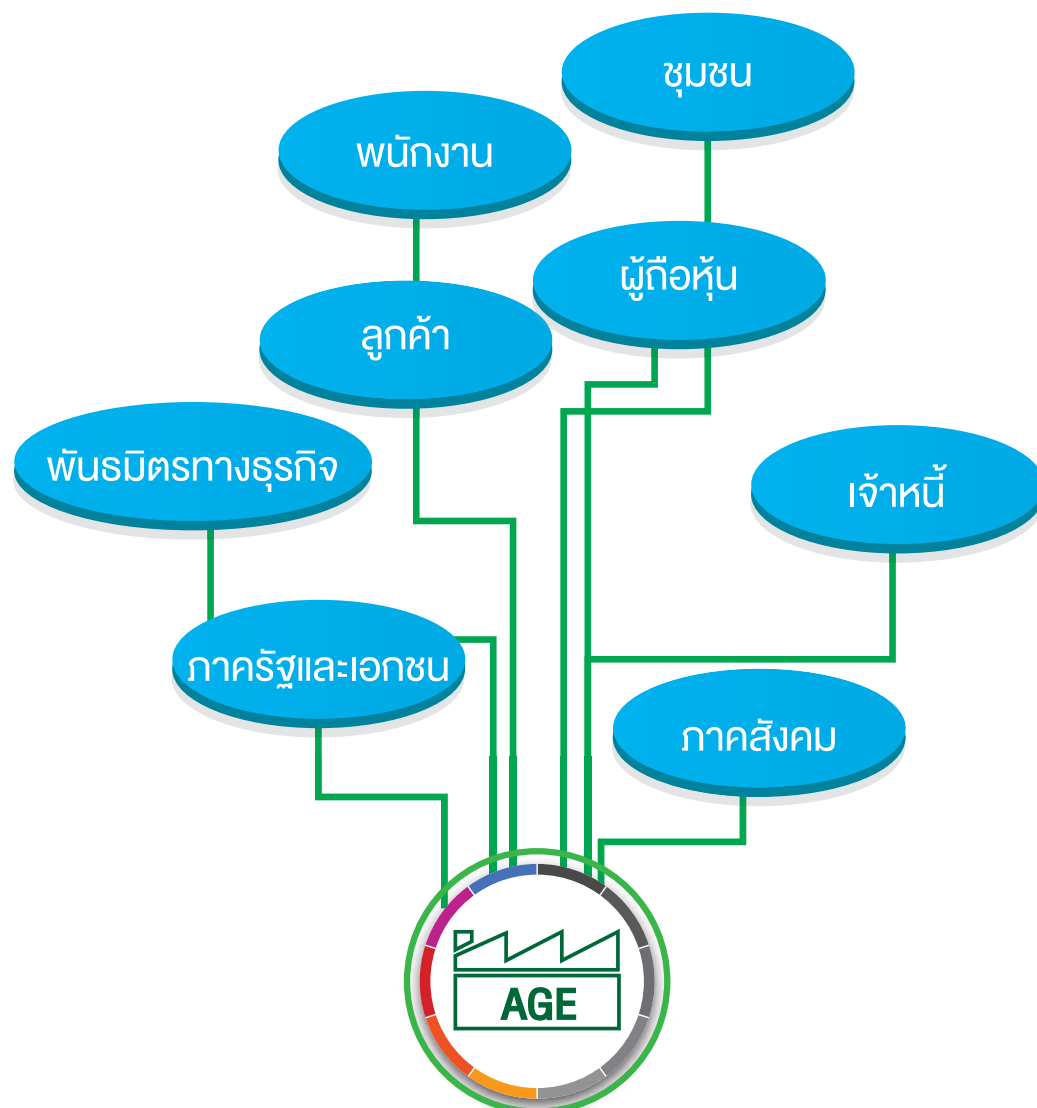 ชุมชน
พนักงาน
ผู้ถือหุ้น
ลูกค้า
พันธมิตรทางธุรกิจ
เจ้าหนี้
ภาครัฐและเอกชน
ภาคสังคม
AGE